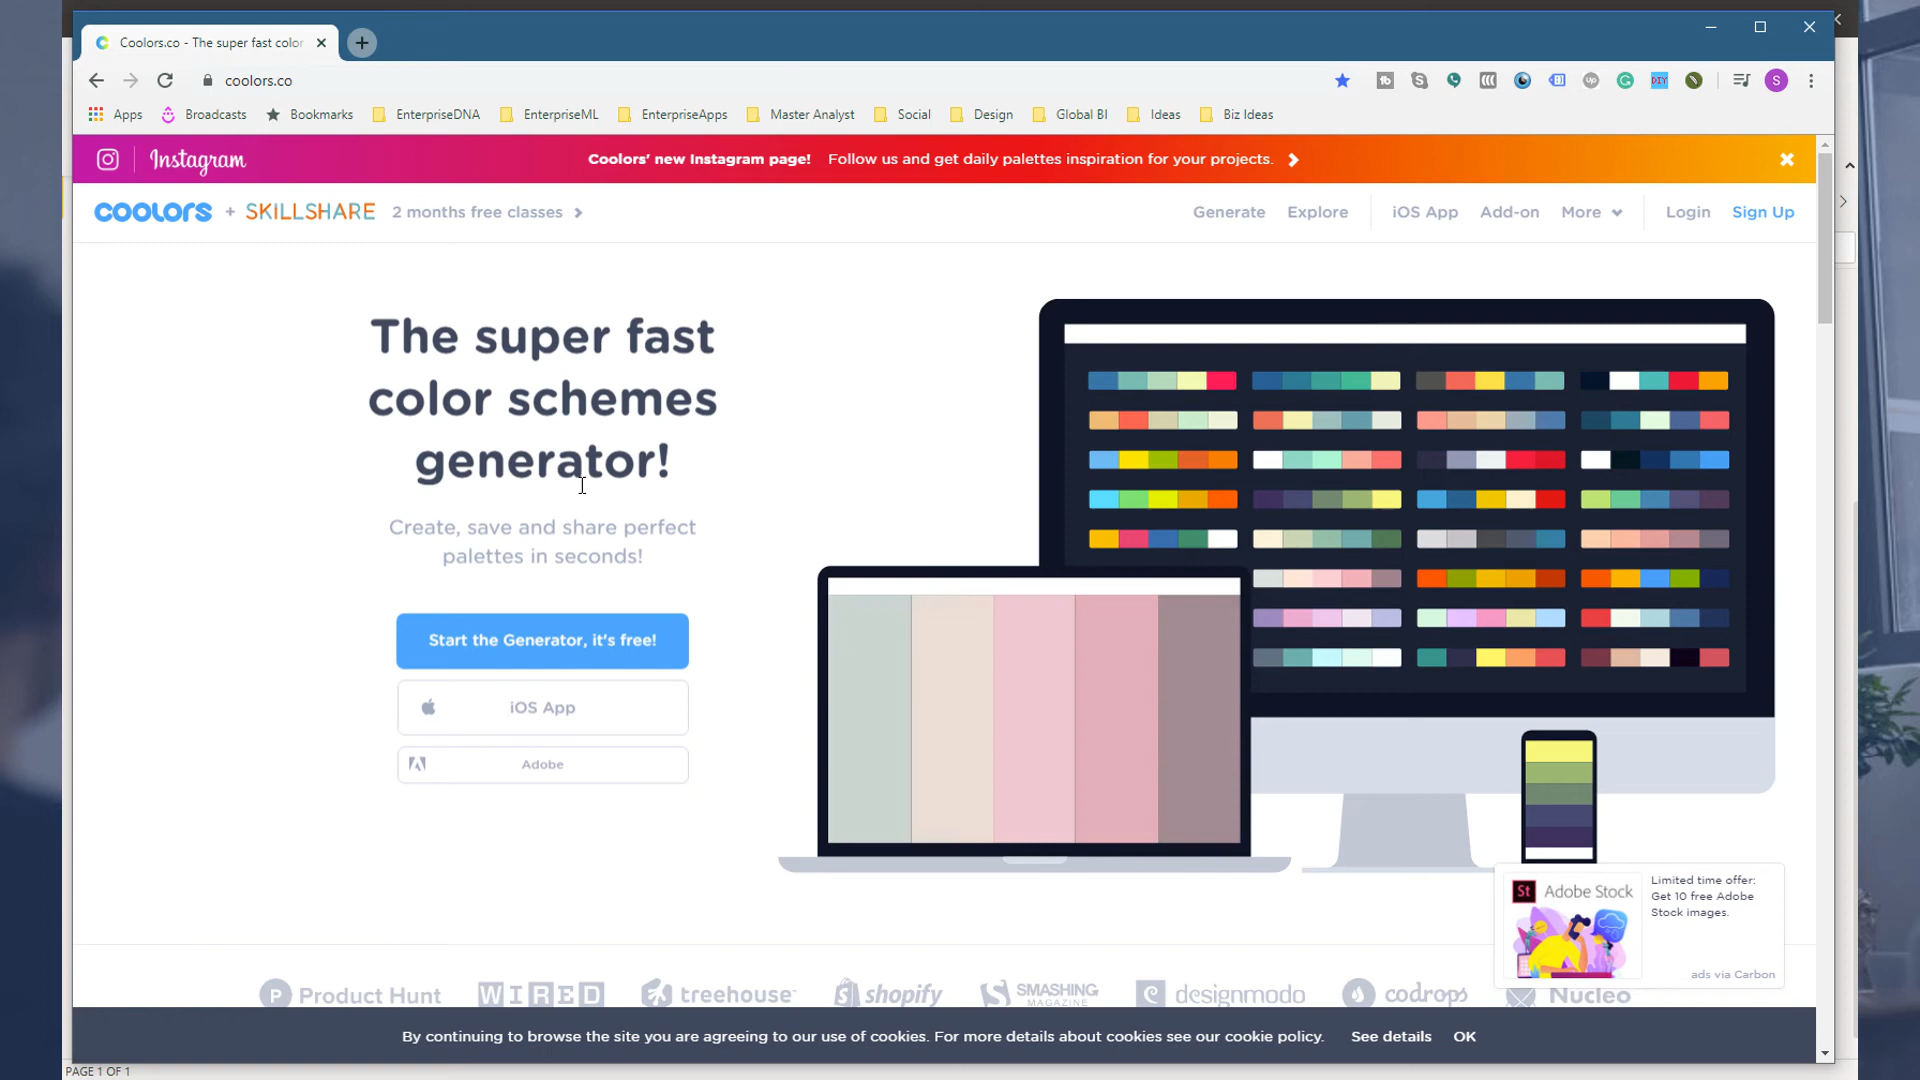 Coolors.co - The super fast color
coolors.co
Apps Broadcasts Bookmarks EnterpriseDNA EnterpriseML EnterpriseApps Master Analyst Social Design Global BI Ideas Biz Ideas
Instagram Coolors' new Instagram page! Follow us and get daily palettes inspiration for your projects.
coolors + SKILLSHARE 2 months free classes Generate Explore iOS App Add-on More Login Sign Up
The super fast
color schemes
generator!
Create, save and share perfect
palettes in seconds!
Start the Generator, it's free!
iOS App
Adobe
St Adobe Stock
Limited time offer:
Get 10 free Adobe
Stock images.
ads via Carbon
Product Hunt WIRED treehouse shopify SMASHING MAGAZINE designmodo codrops Nucleo
By continuing to browse the site you are agreeing to our use of cookies. For more details about cookies see our cookie policy. See details OK
PAGE 1 OF 1